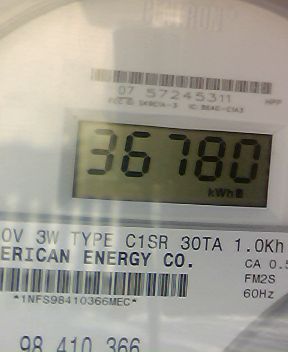 07 57245311
36780
kWh
0V 3W TYPE C1SR 30TA 1.0Kh
ERICAN ENERGY CO.
CA 0.5
FM2S
*1NFS98410366MEC*
60Hz
98 410 366